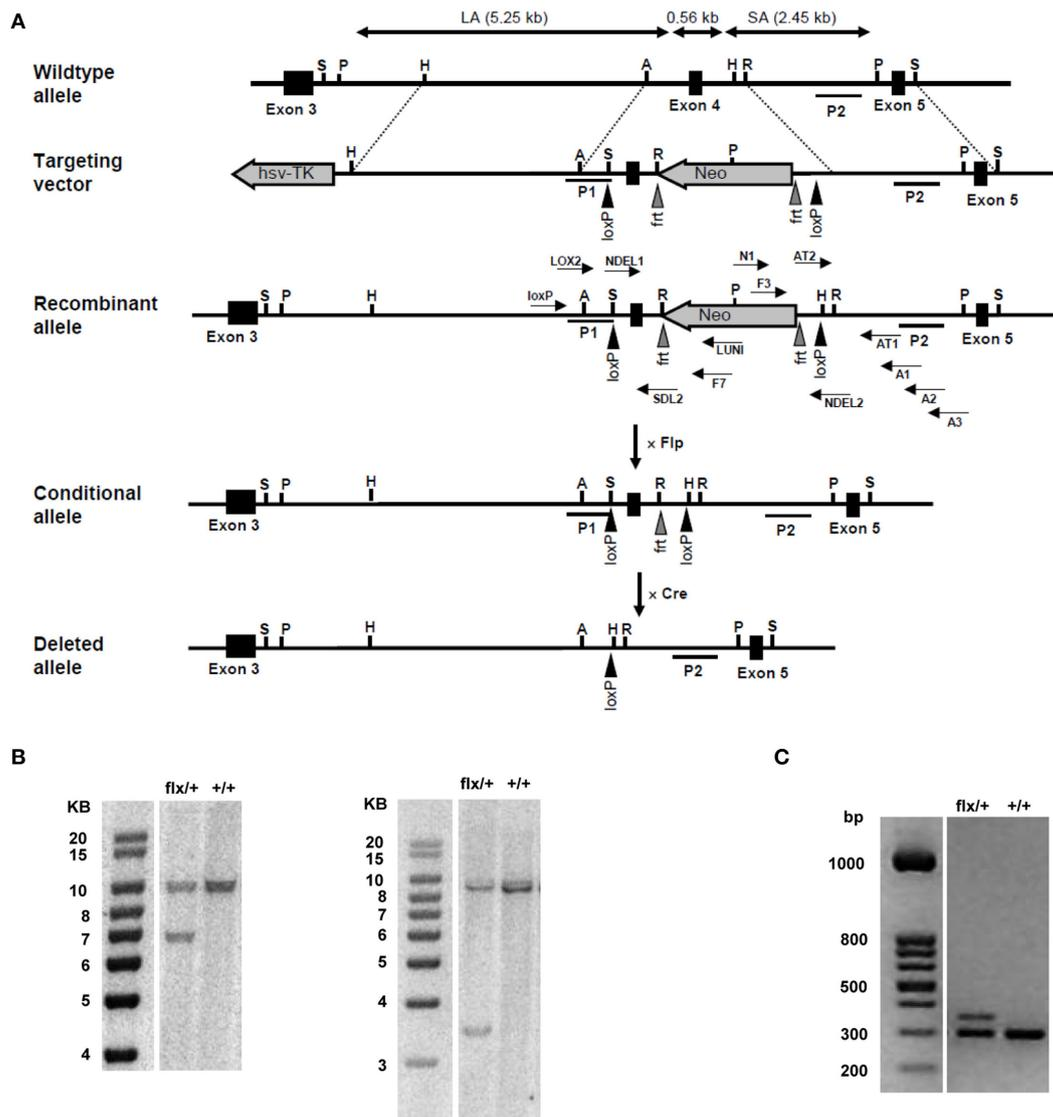 A
LA (5.25 kb) 0.56 kb SA (2.45 kb)
Wildtype
allele
S P H A H R P S
Exon 3 Exon 4 P2 Exon 5
Targeting
vector
H A S R P P S
hsv-TK Neo
P1 P2 Exon 5
loxP frt frt loxP
LOX2 NDEL1 N1 AT2
loxP F3
Recombinant
allele
S P H A S R P H R P S
Neo
Exon 3 P1 P2 Exon 5
loxP frt frt loxP
LUNI AT1
F7 A1
SDL2 NDEL2 A2
A3
× Flp
Conditional
allele
S P H A S R H R P S
Exon 3 P1 P2 Exon 5
loxP frt loxP
× Cre
Deleted
allele
S P H A H R P S
Exon 3 P2 Exon 5
loxP
B
flx/+ +/+
KB
20
15
10
8
7
6
5
4
flx/+ +/+
KB
20
15
10
8
7
6
5
4
3
C
flx/+ +/+
bp
1000
800
500
300
200